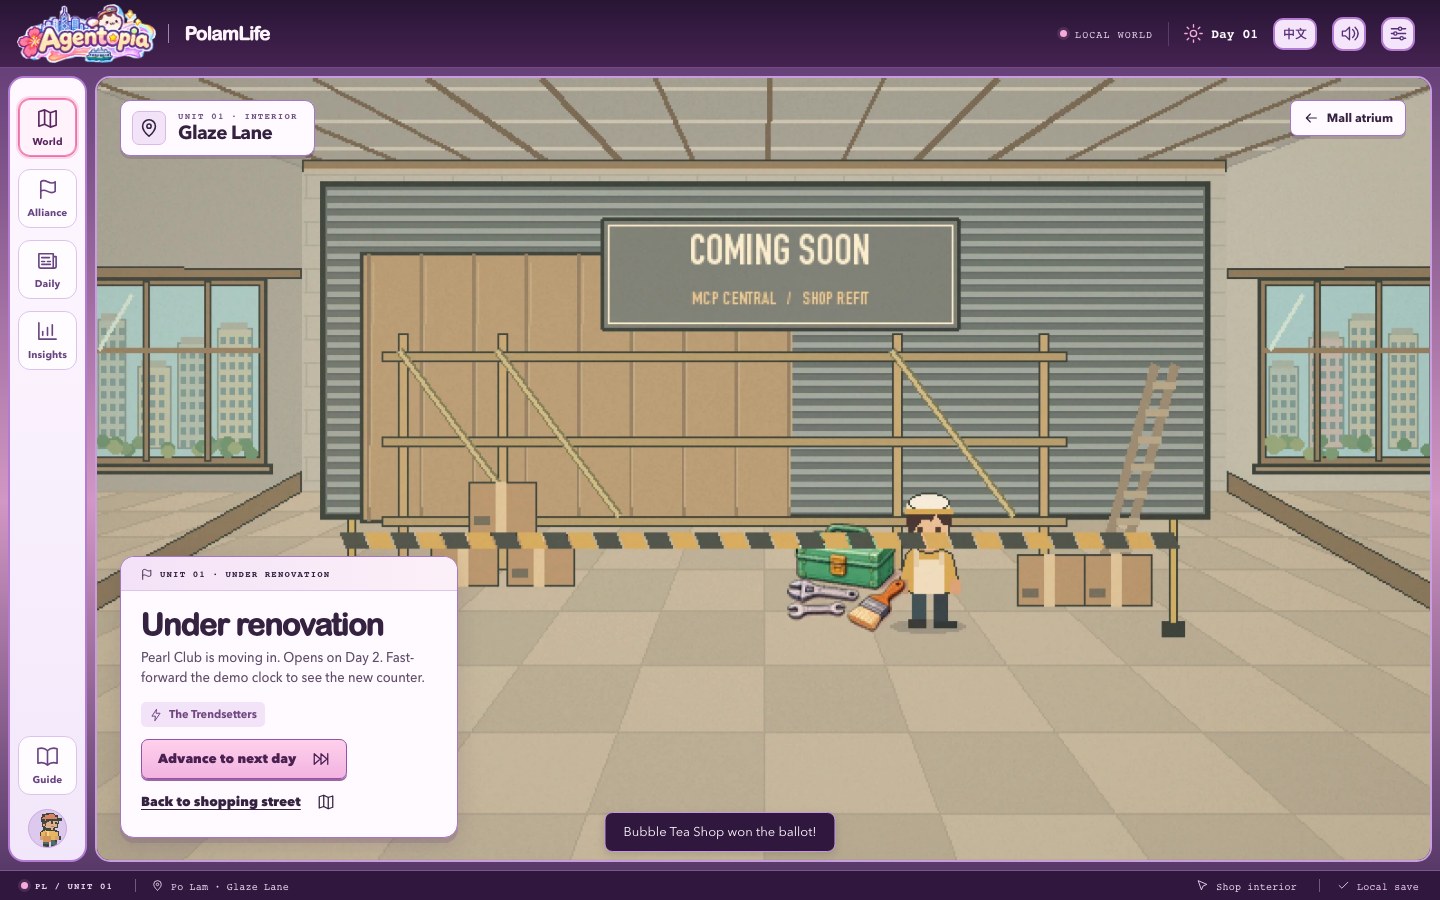 Agentopia
PolamLife
LOCAL WORLD
Day 01
中文
World
Alliance
Daily
Insights
Guide
UNIT 01 · INTERIOR
Glaze Lane
Mall atrium
COMING SOON
MCP CENTRAL / SHOP REFIT
UNIT 01 · UNDER RENOVATION
Under renovation
Pearl Club is moving in. Opens on Day 2. Fast-
forward the demo clock to see the new counter.
The Trendsetters
Advance to next day
Back to shopping street
Bubble Tea Shop won the ballot!
PL / UNIT 01
Po Lam · Glaze Lane
Shop interior
Local save